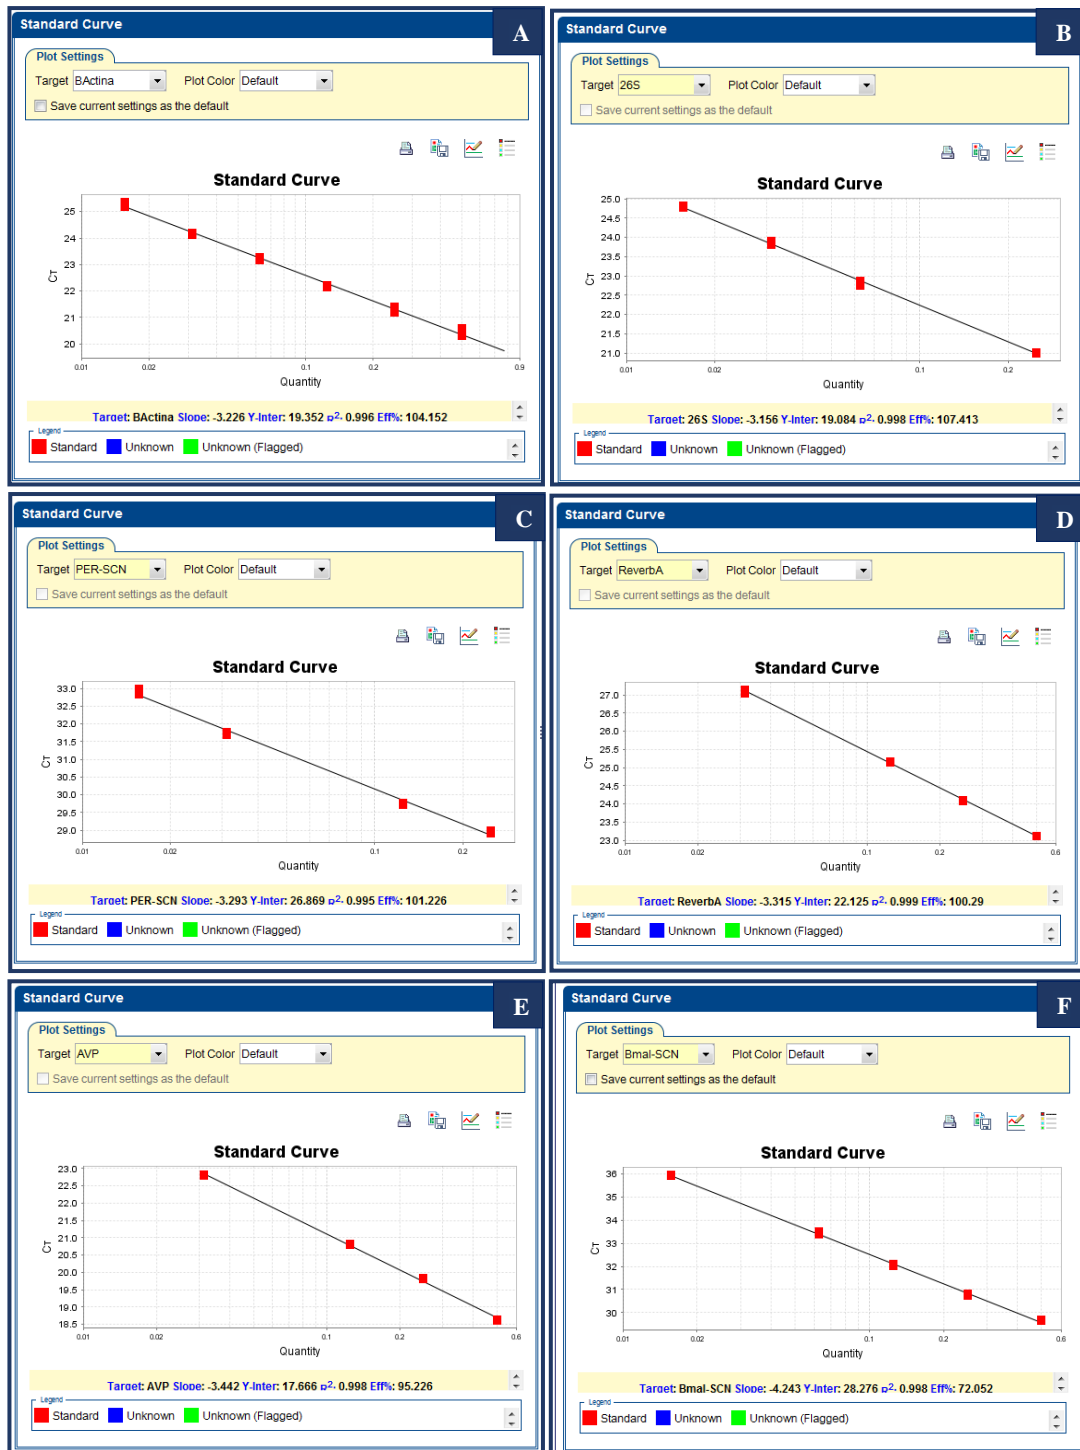 Standard Curve
A
Plot Settings
Target BActina Plot Color Default
Save current settings as the default
Standard Curve
25
24
23
22
21
20
CT
0.01 0.02 0.1 0.2 0.9
Quantity
Target: BActina Slope: -3.226 Y-Inter: 19.352 R²: 0.996 Eff%: 104.152
Legend
Standard Unknown Unknown (Flagged)
Standard Curve
B
Plot Settings
Target 26S Plot Color Default
Save current settings as the default
Standard Curve
25.0
24.5
24.0
23.5
23.0
22.5
22.0
21.5
21.0
CT
0.01 0.02 0.1 0.2
Quantity
Target: 26S Slope: -3.156 Y-Inter: 19.084 R²: 0.998 Eff%: 107.413
Legend
Standard Unknown Unknown (Flagged)
Standard Curve
C
Plot Settings
Target PER-SCN Plot Color Default
Save current settings as the default
Standard Curve
33.0
32.5
32.0
31.5
31.0
30.5
30.0
29.5
29.0
CT
0.01 0.02 0.1 0.2
Quantity
Target: PER-SCN Slope: -3.293 Y-Inter: 26.869 R²: 0.995 Eff%: 101.226
Legend
Standard Unknown Unknown (Flagged)
Standard Curve
D
Plot Settings
Target ReverbA Plot Color Default
Save current settings as the default
Standard Curve
27.0
26.5
26.0
25.5
25.0
24.5
24.0
23.5
23.0
CT
0.01 0.02 0.1 0.2 0.6
Quantity
Target: ReverbA Slope: -3.315 Y-Inter: 22.125 R²: 0.999 Eff%: 100.29
Legend
Standard Unknown Unknown (Flagged)
Standard Curve
E
Plot Settings
Target AVP Plot Color Default
Save current settings as the default
Standard Curve
23.0
22.5
22.0
21.5
21.0
20.5
20.0
19.5
19.0
18.5
CT
0.01 0.02 0.1 0.2 0.6
Quantity
Target: AVP Slope: -3.442 Y-Inter: 17.666 R²: 0.998 Eff%: 95.226
Legend
Standard Unknown Unknown (Flagged)
Standard Curve
F
Plot Settings
Target Bmal-SCN Plot Color Default
Save current settings as the default
Standard Curve
36
35
34
33
32
31
30
CT
0.01 0.02 0.1 0.2 0.6
Quantity
Target: Bmal-SCN Slope: -4.243 Y-Inter: 28.276 R²: 0.998 Eff%: 72.052
Legend
Standard Unknown Unknown (Flagged)